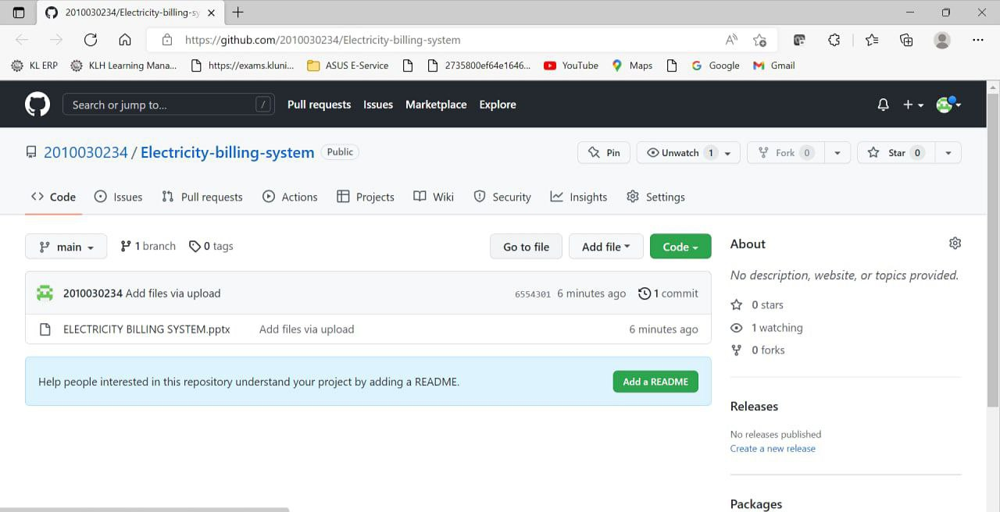 2010030234/Electricity-billing-sy
https://github.com/2010030234/Electricity-billing-system
KL ERP KLH Learning Mana... https://exams.kluni... ASUS E-Service 2735800ef64e1646... YouTube Maps Google Gmail
Search or jump to... / Pull requests Issues Marketplace Explore
2010030234 / Electricity-billing-system Public Pin Unwatch 1 Fork 0 Star 0
Code Issues Pull requests Actions Projects Wiki Security Insights Settings
main 1 branch 0 tags Go to file Add file Code
2010030234 Add files via upload 6554301 6 minutes ago 1 commit
ELECTRICITY BILLING SYSTEM.pptx Add files via upload 6 minutes ago
Help people interested in this repository understand your project by adding a README. Add a README
About
No description, website, or topics provided.
0 stars
1 watching
0 forks
Releases
No releases published
Create a new release
Packages